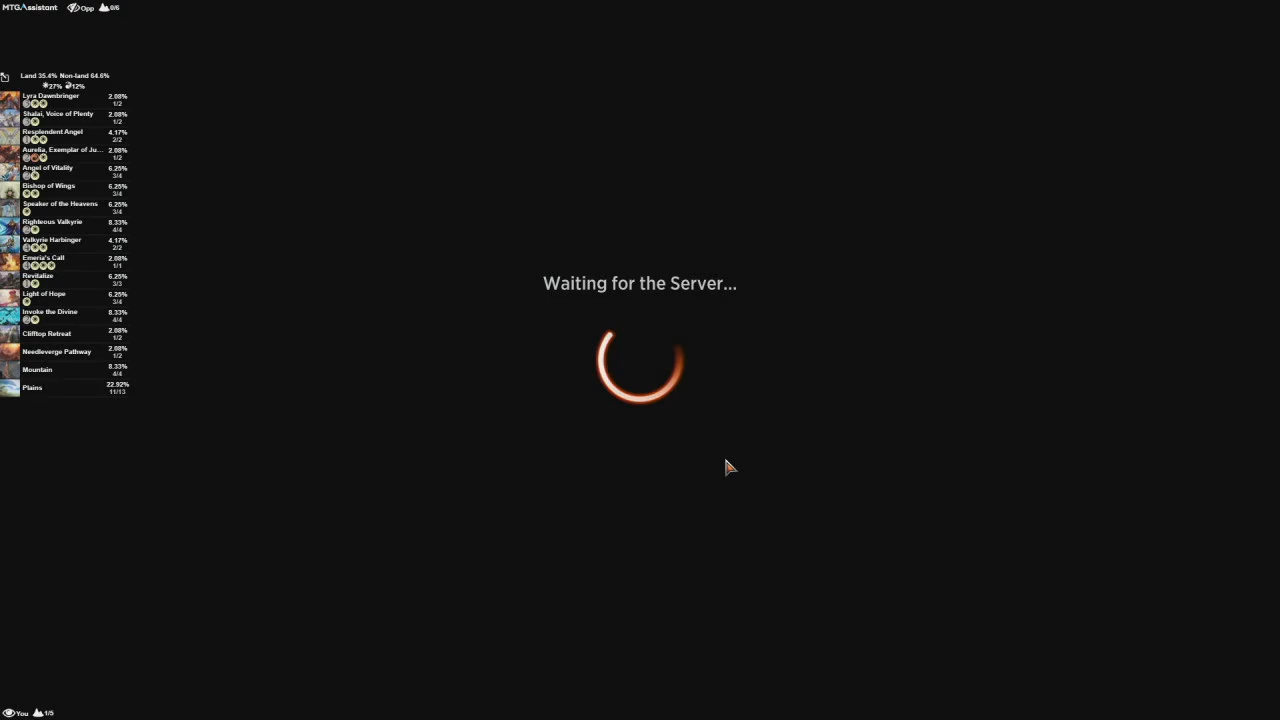 MTGAssistant Opp 0/6
Land 35.4% Non-land 64.6%
27% 12%
Lyra Dawnbringer 2.08%
1/2
Shalai, Voice of Plenty 2.08%
1/2
Resplendent Angel 4.17%
2/2
Aurelia, Exemplar of Ju... 2.08%
1/2
Angel of Vitality 6.25%
3/4
Bishop of Wings 6.25%
3/4
Speaker of the Heavens 6.25%
3/4
Righteous Valkyrie 8.33%
4/4
Valkyrie Harbinger 4.17%
2/2
Emeria's Call 2.08%
1/1
Revitalize 6.25%
3/3
Light of Hope 6.25%
3/4
Invoke the Divine 8.33%
4/4
Clifftop Retreat 2.08%
1/2
Needleverge Pathway 2.08%
1/2
Mountain 8.33%
4/4
Plains 22.92%
11/13
Waiting for the Server...
You 1/5